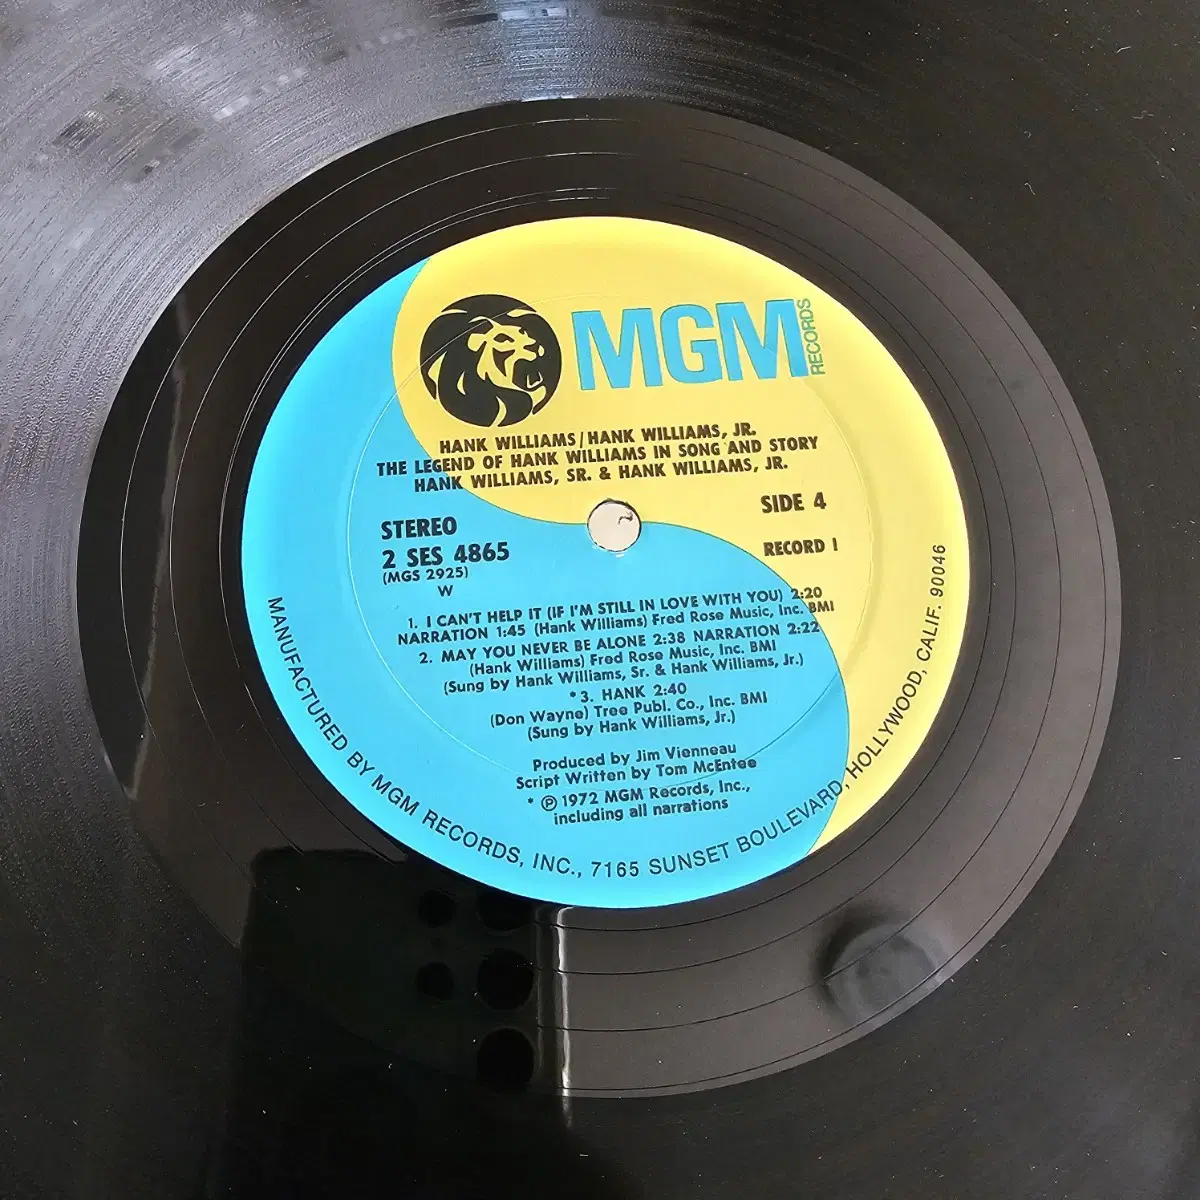 MGM RECORDS
HANK WILLIAMS/HANK WILLIAMS, JR.
THE LEGEND OF HANK WILLIAMS IN SONG AND STORY
HANK WILLIAMS, SR. & HANK WILLIAMS, JR.
STEREO
2 SES 4865
(MGS 2925)
W
SIDE 4
RECORD 1
1. I CAN'T HELP IT (IF I'M STILL IN LOVE WITH YOU) 2:20
NARRATION 1:45 (Hank Williams) Fred Rose Music, Inc. BMI
2. MAY YOU NEVER BE ALONE 2:38 NARRATION 2:22
(Hank Williams) Fred Rose Music, Inc. BMI
(Sung by Hank Williams, Sr. & Hank Williams, Jr.)
*3. HANK 2:40
(Don Wayne) Tree Publ. Co., Inc. BMI
(Sung by Hank Williams, Jr.)
Produced by Jim Vienneau
Script Written by Tom McEntee
* ℗ 1972 MGM Records, Inc.,
including all narrations
MANUFACTURED BY MGM RECORDS, INC., 7165 SUNSET BOULEVARD, HOLLYWOOD, CALIF. 90046